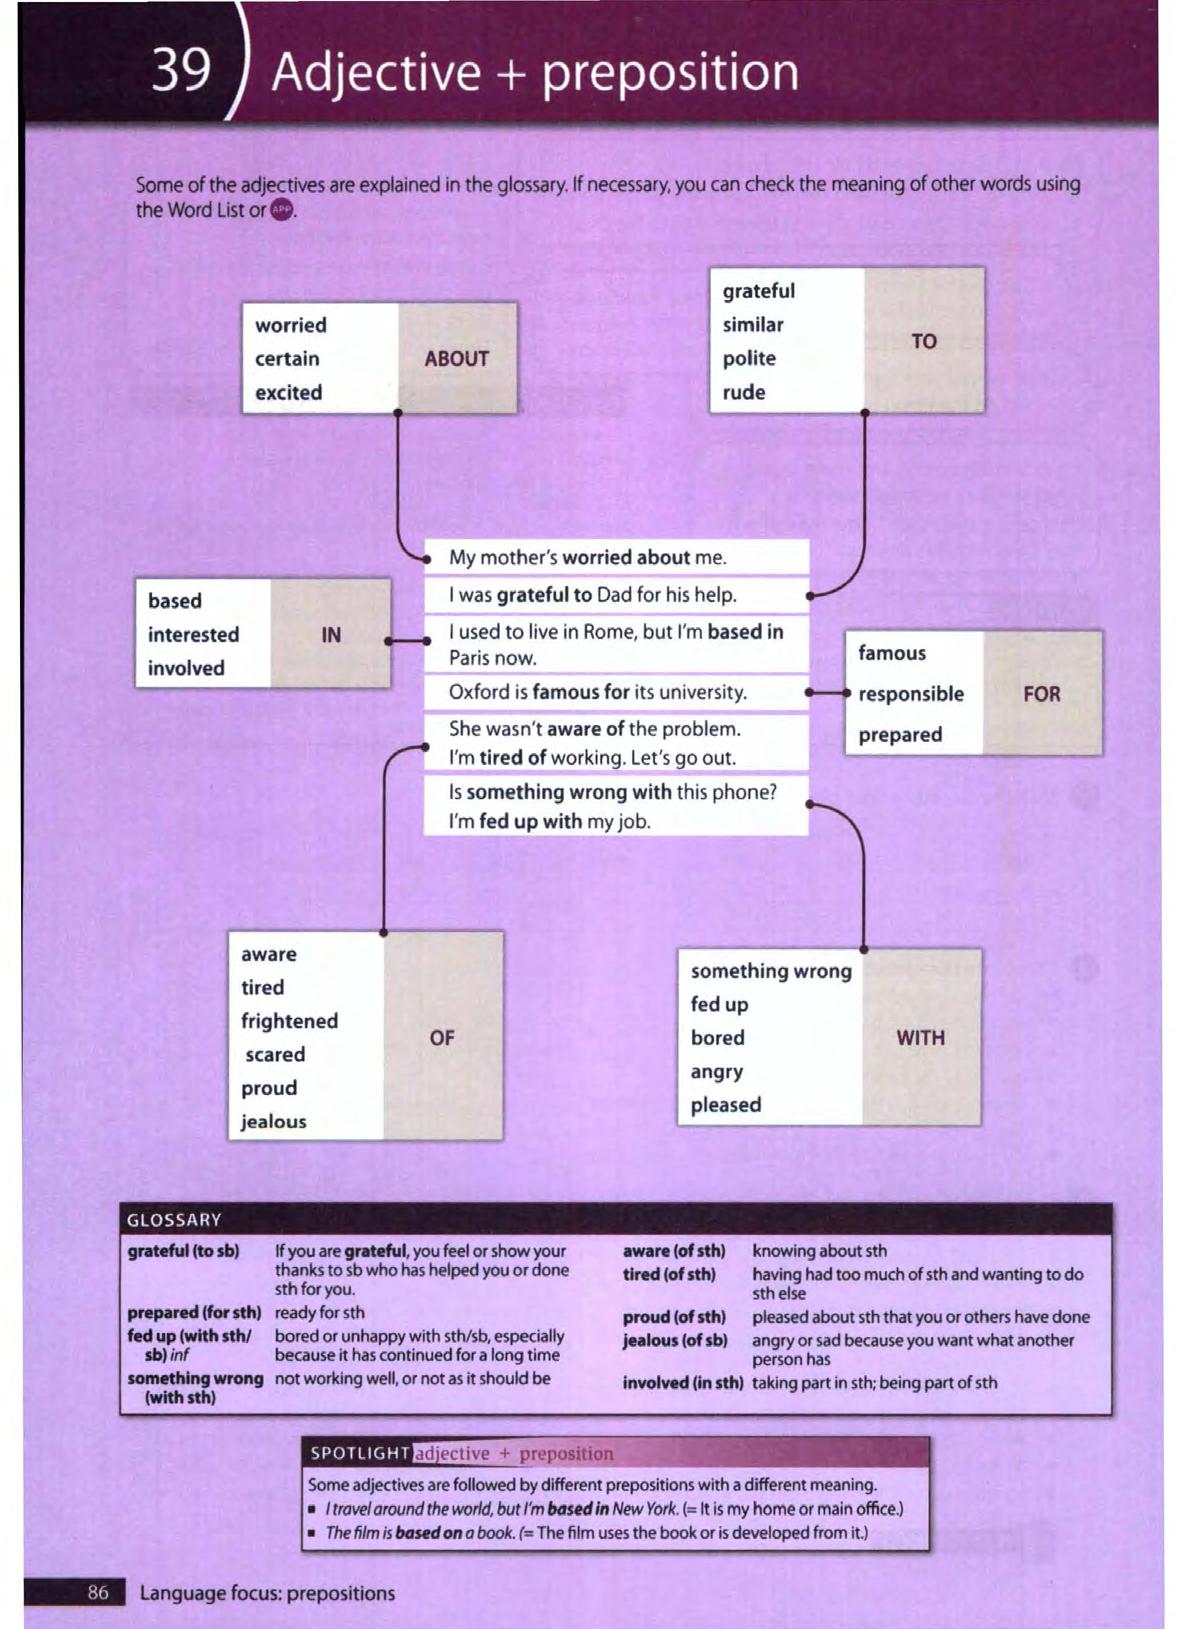 39 Adjective + preposition
Some of the adjectives are explained in the glossary. If necessary, you can check the meaning of other words using
the Word List or APP.
worried
certain
excited
ABOUT
grateful
similar
polite
rude
TO
My mother's worried about me.
I was grateful to Dad for his help.
I used to live in Rome, but I'm based in
Paris now.
Oxford is famous for its university.
She wasn't aware of the problem.
I'm tired of working. Let's go out.
Is something wrong with this phone?
I'm fed up with my job.
based
interested
involved
IN
famous
responsible
prepared
FOR
aware
tired
frightened
scared
proud
jealous
OF
something wrong
fed up
bored
angry
pleased
WITH
GLOSSARY
grateful (to sb) If you are grateful, you feel or show your
thanks to sb who has helped you or done
sth for you.
prepared (for sth) ready for sth
fed up (with sth/ bored or unhappy with sth/sb, especially
sb) inf because it has continued for a long time
something wrong not working well, or not as it should be
(with sth)
aware (of sth) knowing about sth
tired (of sth) having had too much of sth and wanting to do
sth else
proud (of sth) pleased about sth that you or others have done
jealous (of sb) angry or sad because you want what another
person has
involved (in sth) taking part in sth; being part of sth
SPOTLIGHT adjective + preposition
Some adjectives are followed by different prepositions with a different meaning.
▪ I travel around the world, but I'm based in New York. (= It is my home or main office.)
▪ The film is based on a book. (= The film uses the book or is developed from it.)
86 Language focus: prepositions